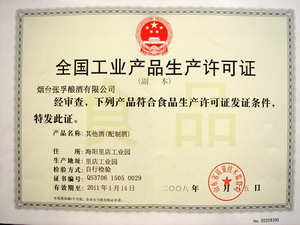 全国工业产品生产许可证
(副 本)
烟台张孚酿酒有限公司
经审查,下列产品符合食品生产许可证发证条件,
特发此证。
食品
产品名称: 其他酒(配制酒)
住 所: 海阳里店工业园
生产地址: 里店工业园
检验方式: 自行检验
证书编号: QS3706 1505 0029
有效期至: 2011年1月14日
二〇〇八年 月 五日